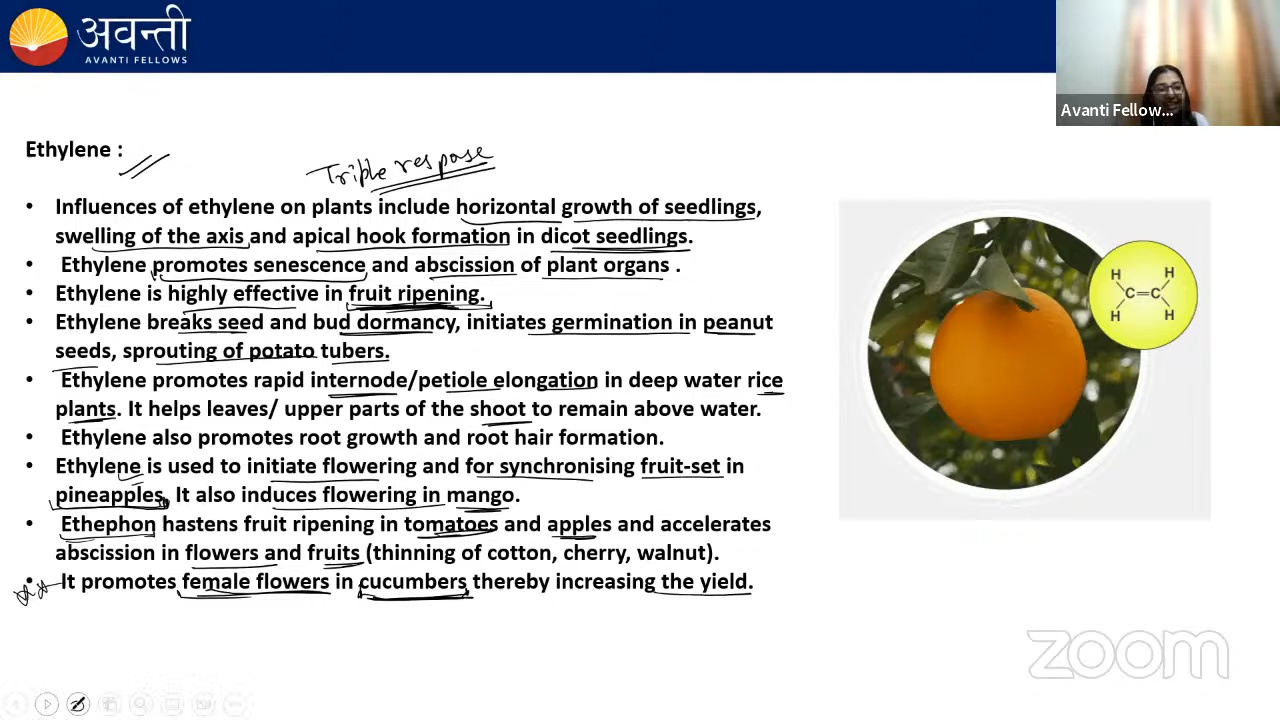 अवन्ती
AVANTI FELLOWS
Avanti Fellow...
Ethylene :
Triple respose
• Influences of ethylene on plants include horizontal growth of seedlings,
swelling of the axis and apical hook formation in dicot seedlings.
• Ethylene promotes senescence and abscission of plant organs .
• Ethylene is highly effective in fruit ripening.
• Ethylene breaks seed and bud dormancy, initiates germination in peanut
seeds, sprouting of potato tubers.
• Ethylene promotes rapid internode/petiole elongation in deep water rice
plants. It helps leaves/ upper parts of the shoot to remain above water.
• Ethylene also promotes root growth and root hair formation.
• Ethylene is used to initiate flowering and for synchronising fruit-set in
pineapples. It also induces flowering in mango.
• Ethephon hastens fruit ripening in tomatoes and apples and accelerates
abscission in flowers and fruits (thinning of cotton, cherry, walnut).
• It promotes female flowers in cucumbers thereby increasing the yield.
H H
C=C
H H
zoom